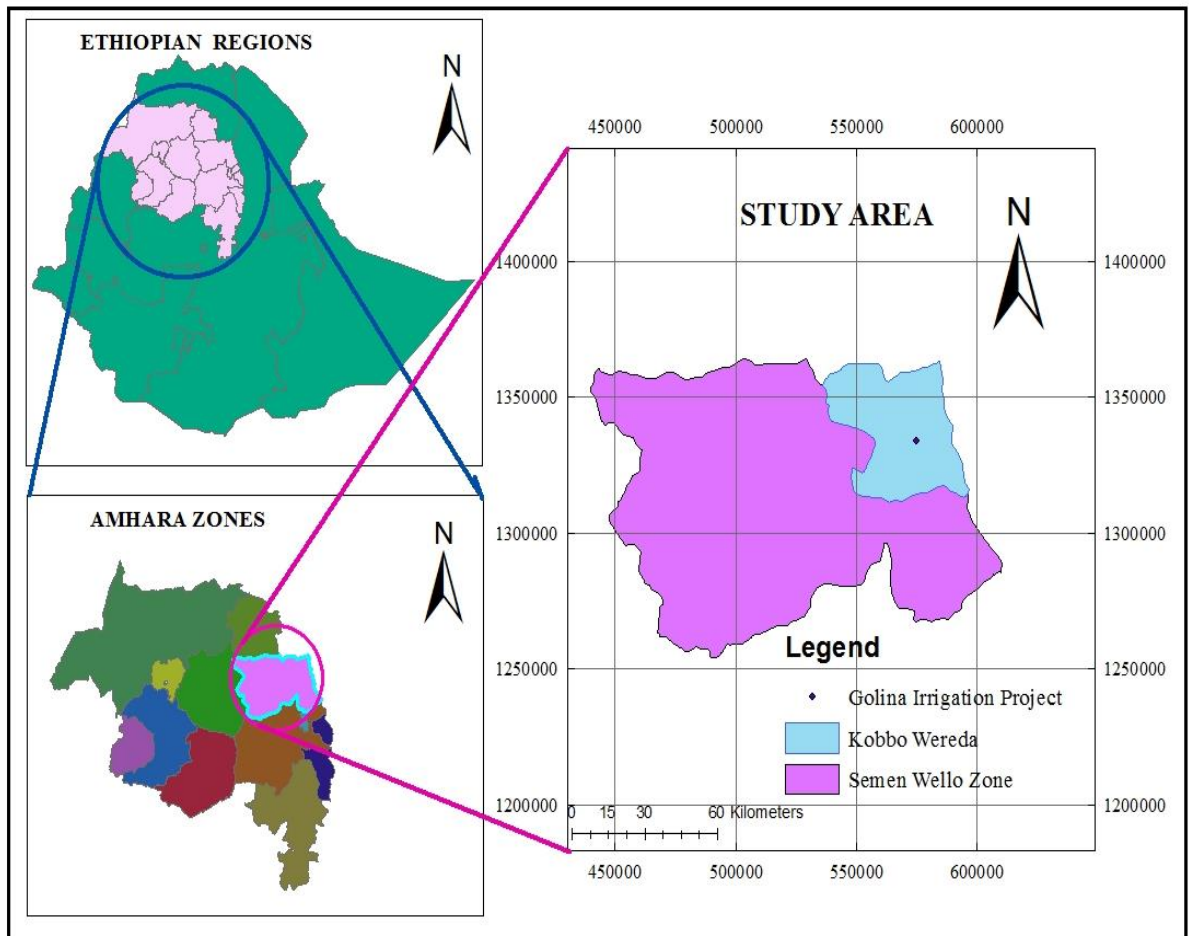 ETHIOPIAN REGIONS
N
AMHARA ZONES
N
450000 500000 550000 600000
STUDY AREA
N
1400000 1400000
1350000 1350000
1300000 1300000
1250000 1250000
1200000 1200000
Legend
Golina Irrigation Project
Kobbo Wereda
Semen Wello Zone
0 15 30 60 Kilometers
450000 500000 550000 600000